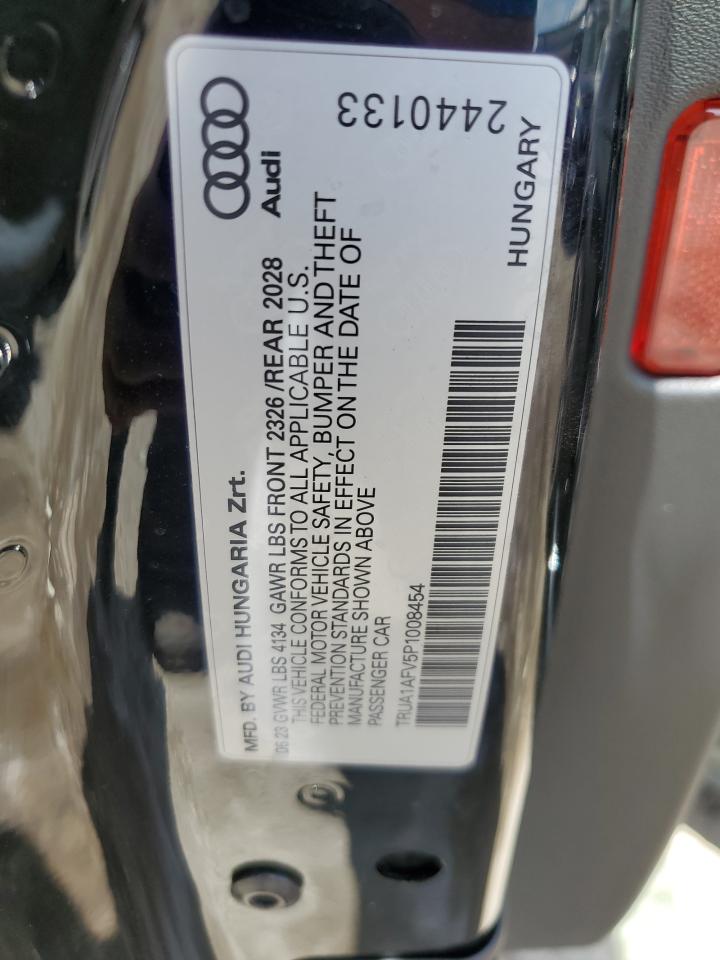 Audi
2440133
HUNGARY
MFD. BY AUDI HUNGARIA Zrt.
06 23 GVWR LBS 4134 GAWR LBS FRONT 2326 /REAR 2028
THIS VEHICLE CONFORMS TO ALL APPLICABLE U.S.
FEDERAL MOTOR VEHICLE SAFETY, BUMPER AND THEFT
PREVENTION STANDARDS IN EFFECT ON THE DATE OF
MANUFACTURE SHOWN ABOVE
PASSENGER CAR
TRUA1AFV5P1008454